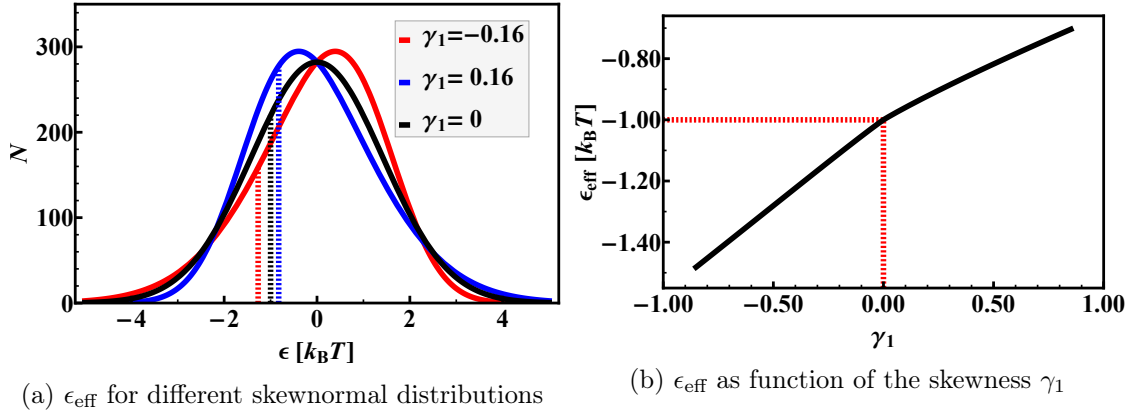 300
200
100
0
N
−4
−2
0
2
4
ϵ [k_BT]
γ₁=−0.16
γ₁= 0.16
γ₁= 0
(a) ϵ_eff for different skewnormal distributions
−0.80
−1.00
−1.20
−1.40
ϵ_eff [k_BT]
−1.00
−0.50
0.00
0.50
1.00
γ₁
(b) ϵ_eff as function of the skewness γ₁